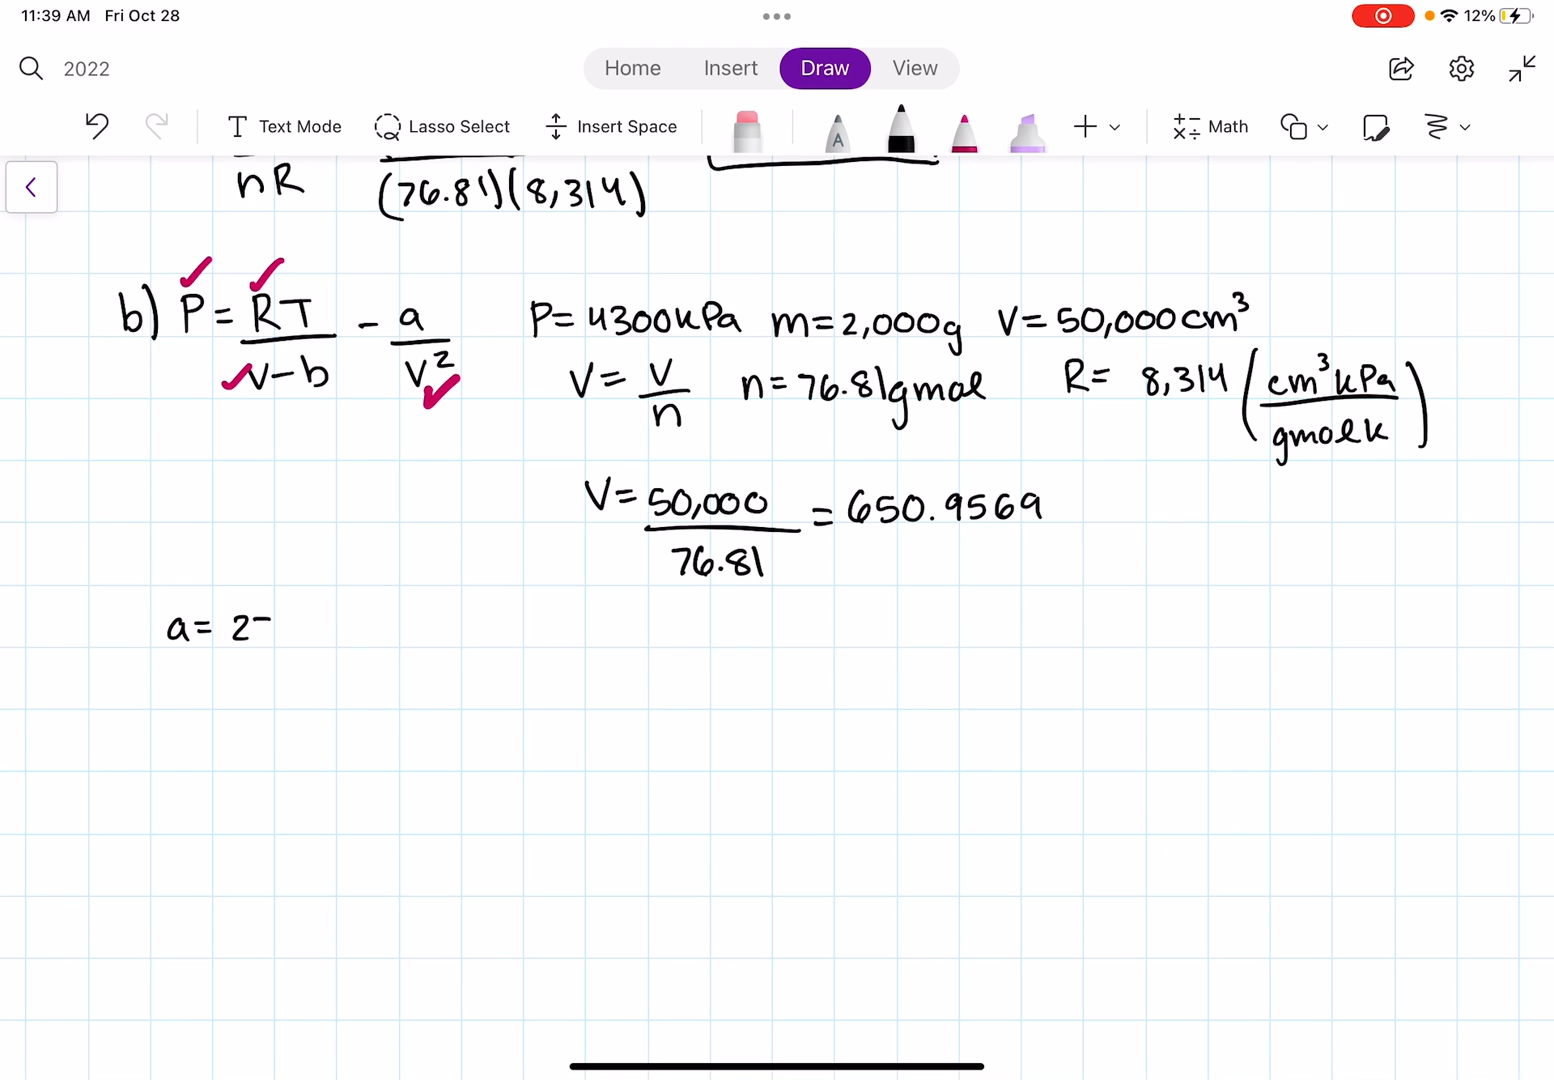 11:39 AM Fri Oct 28
12%
2022
Home Insert Draw View
Text Mode Lasso Select Insert Space A Math
nR (76.81)(8,314)
b) P = RT / v-b - a / v² P= 4300kPa m=2,000g V= 50,000cm³
V= V / n n= 76.81gmol R= 8,314 (cm³kPa / gmolk)
V= 50,000 / 76.81 = 650.9569
a= 2